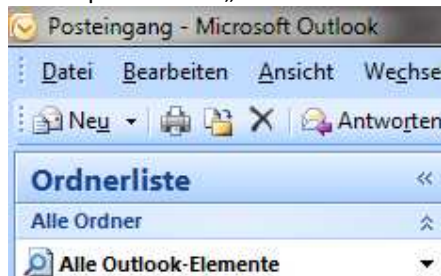 Posteingang - Microsoft Outlook
Datei Bearbeiten Ansicht Wechse
Neu Antworten
Ordnerliste
Alle Ordner
Alle Outlook-Elemente